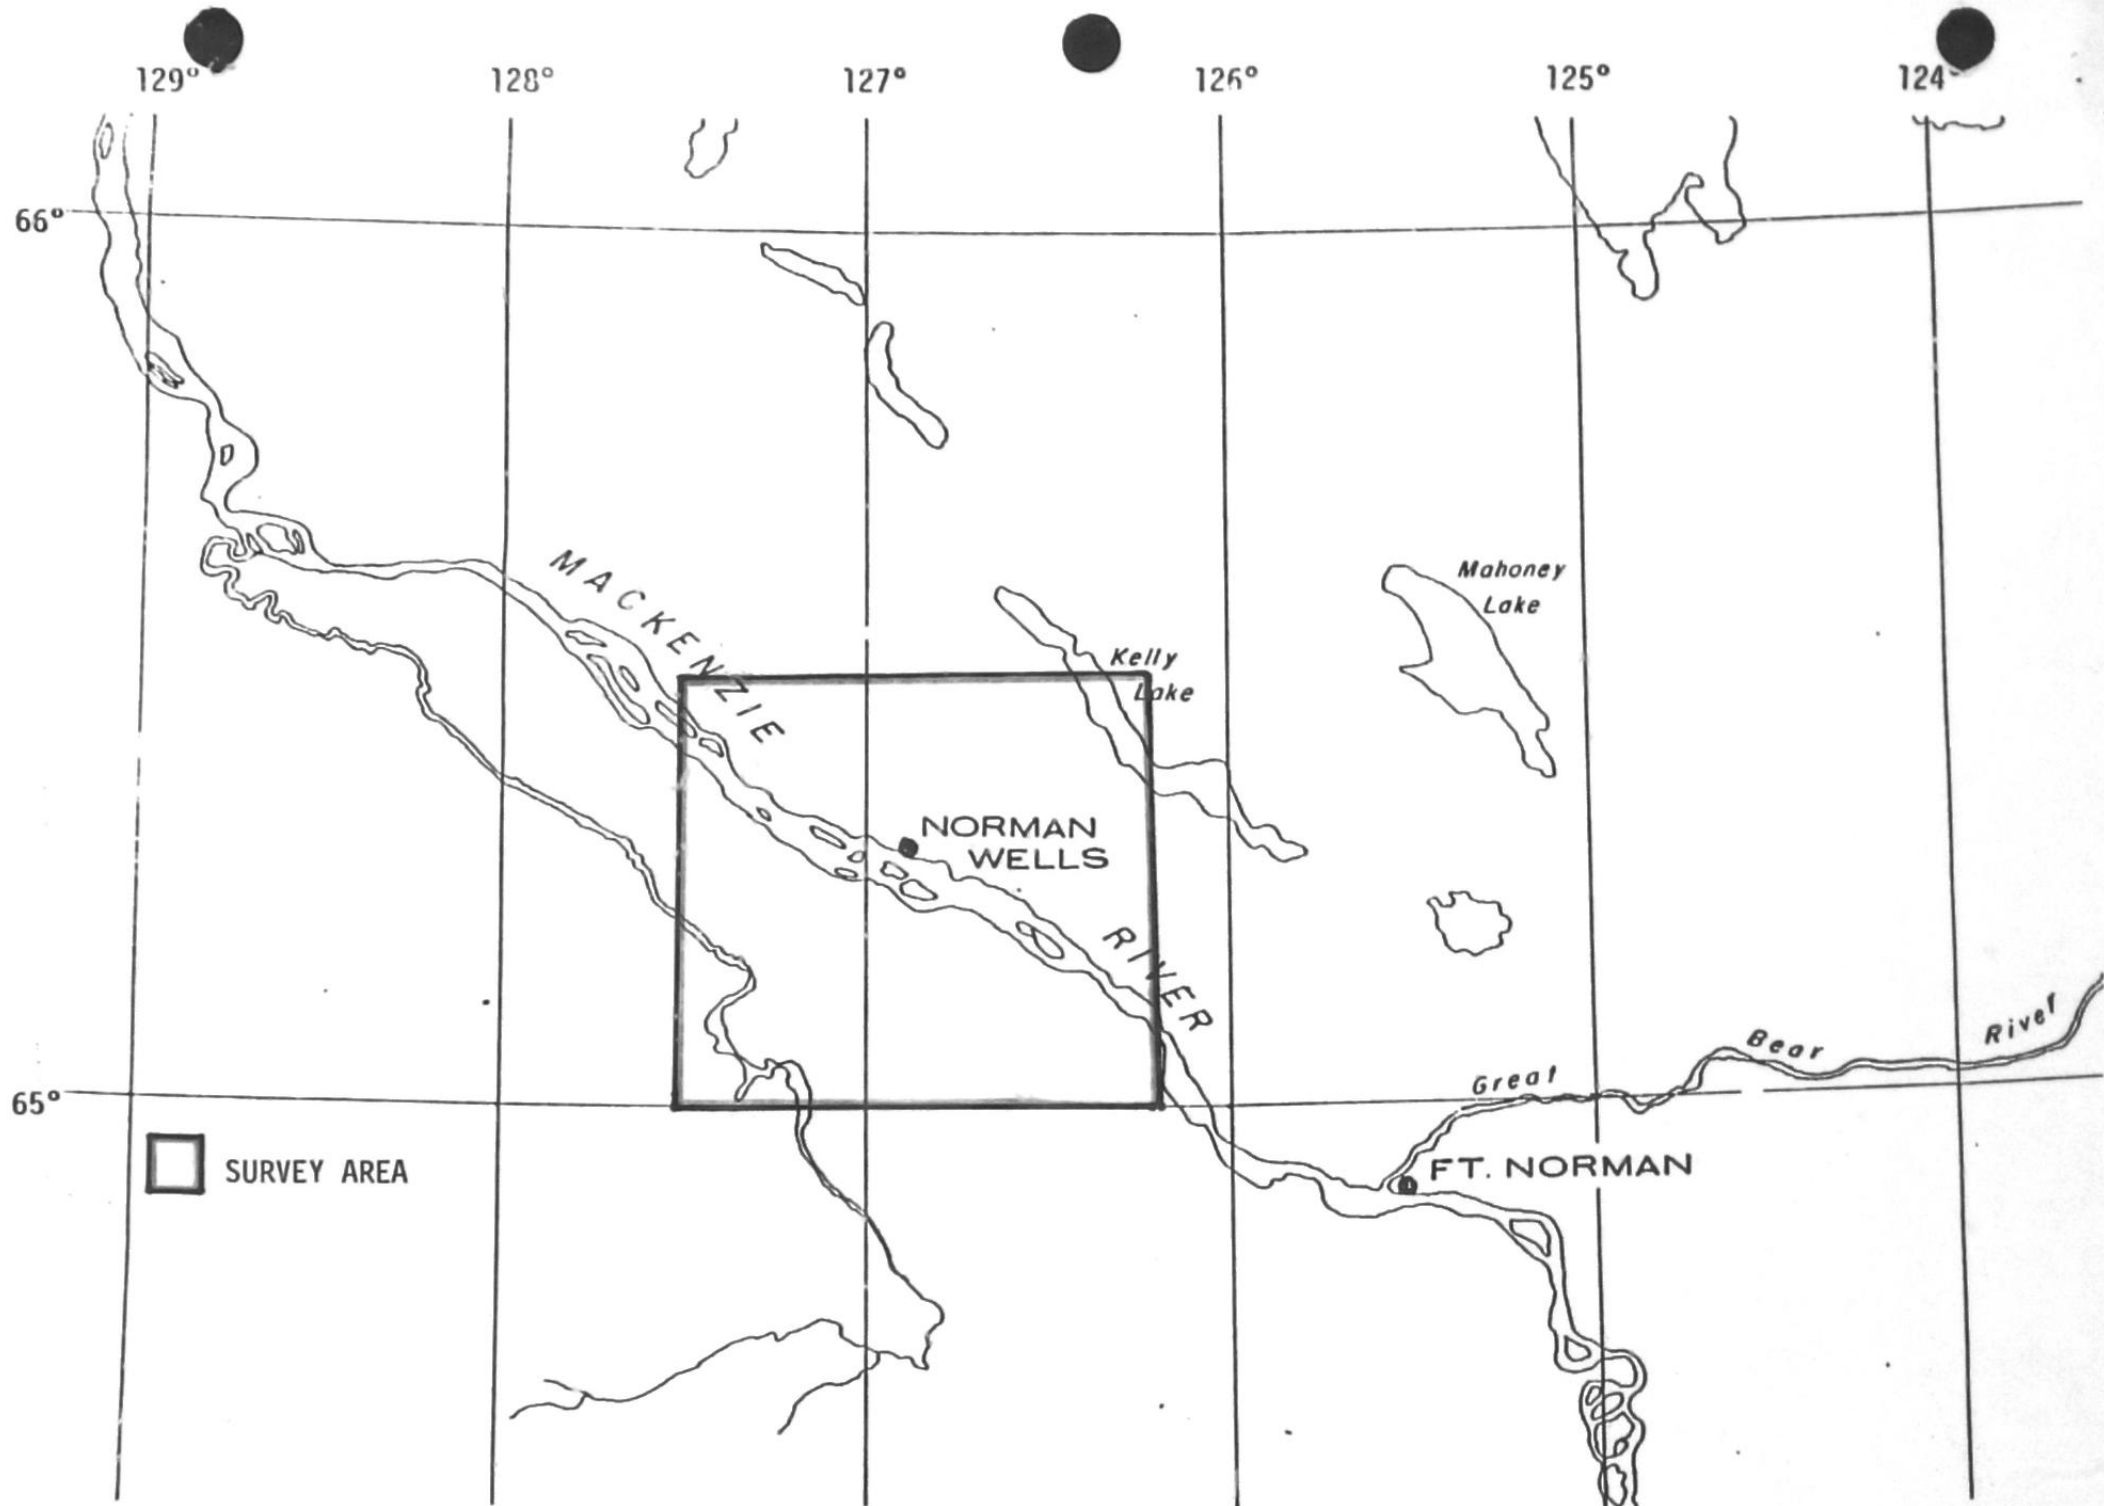 129° 128° 127° 126° 125° 124°
66°
MACKENZIE
Mahoney
Lake
Kelly
Lake
NORMAN
WELLS
RIVER
Great Bear River
65°
SURVEY AREA
FT. NORMAN